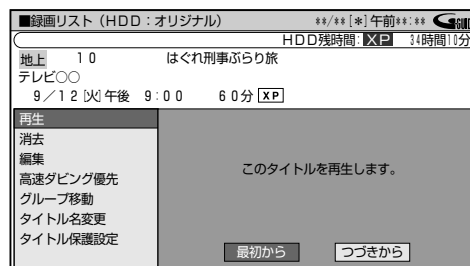 ■録画リスト（HDD：オリジナル） **/**[*]午前**:** GUIDE
HDD残時間：XP 34時間10分
地上 10 はぐれ刑事ぶらり旅
テレビ〇〇
9／12[火]午後 9：00 60分 XP
再生
消去
編集
このタイトルを再生します。
高速ダビング優先
グループ移動
タイトル名変更
タイトル保護設定
最初から つづきから